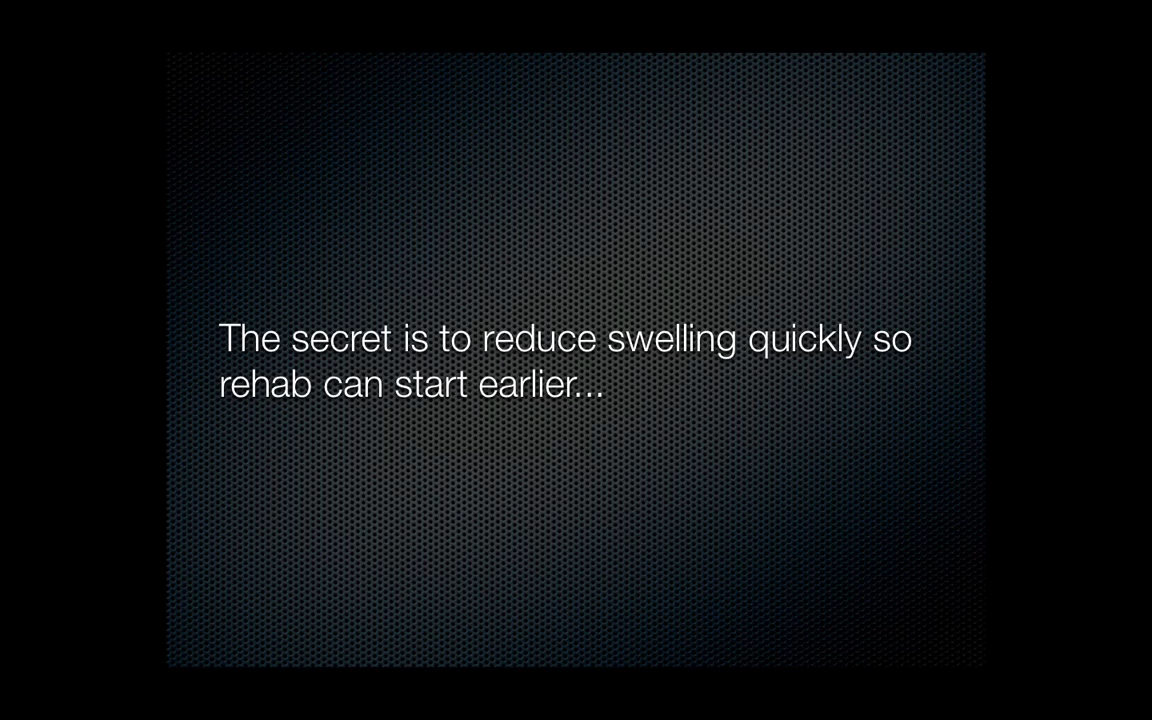 The secret is to reduce swelling quickly so
rehab can start earlier...